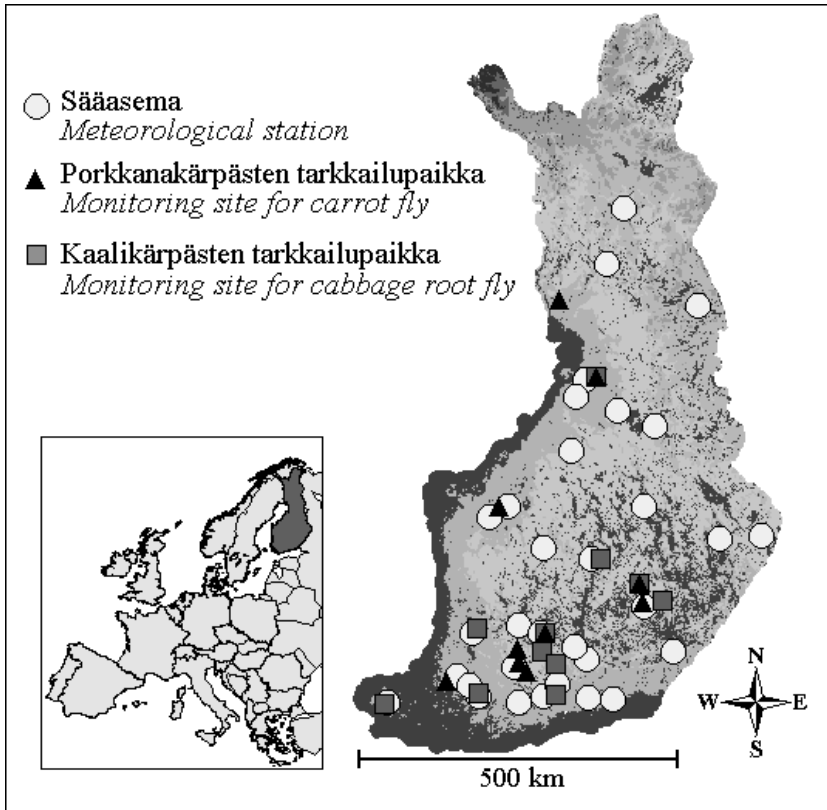 Sääasema
Meteorological station
Porkkanakärpästen tarkkailupaikka
Monitoring site for carrot fly
Kaalikärpästen tarkkailupaikka
Monitoring site for cabbage root fly
N
W E
S
500 km